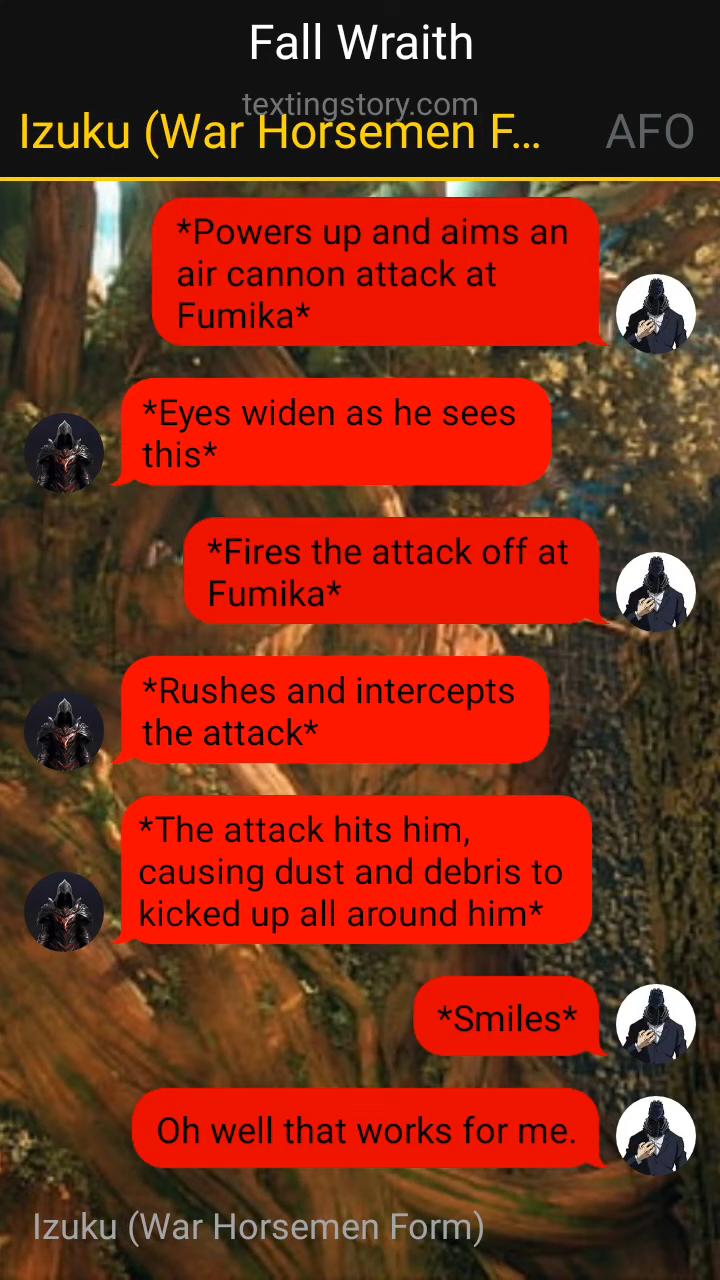 Fall Wraith
textingstory.com
Izuku (War Horsemen F... AFO
*Powers up and aims an
air cannon attack at
Fumika*
*Eyes widen as he sees
this*
*Fires the attack off at
Fumika*
*Rushes and intercepts
the attack*
*The attack hits him,
causing dust and debris to
kicked up all around him*
*Smiles*
Oh well that works for me.
Izuku (War Horsemen Form)